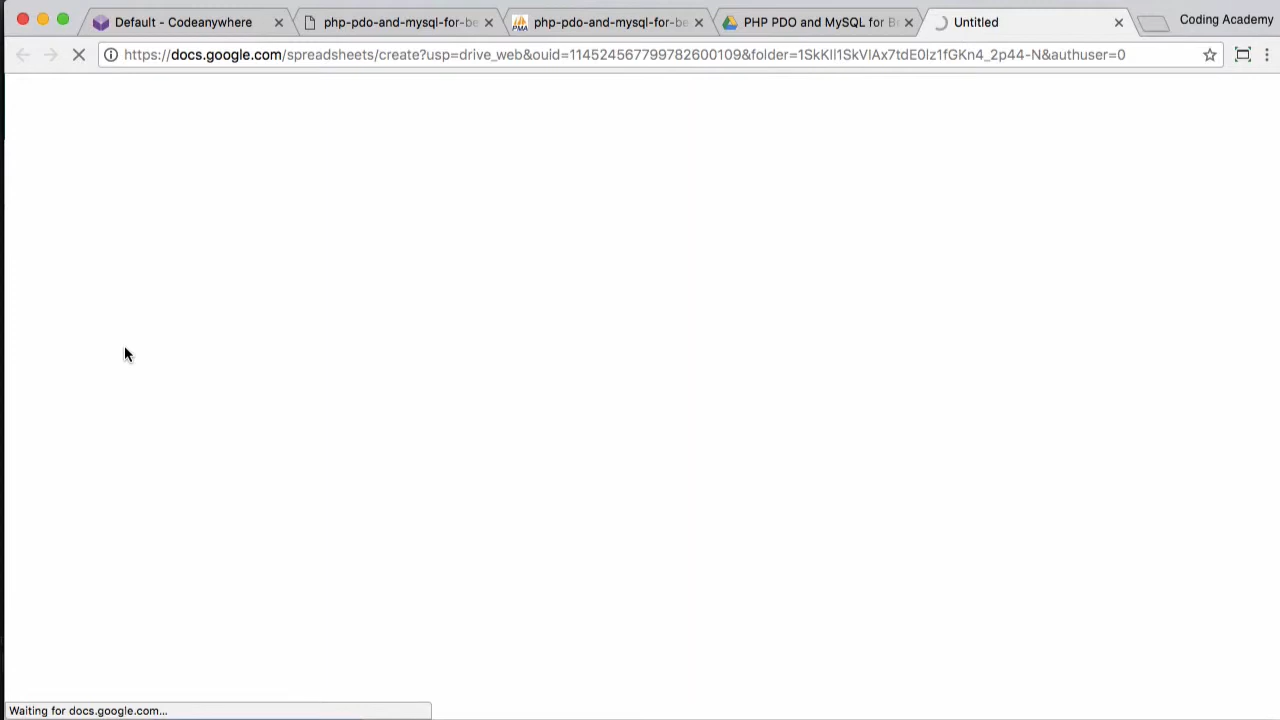 Default - Codeanywhere
php-pdo-and-mysql-for-be
php-pdo-and-mysql-for-be
PHP PDO and MySQL for B
Untitled
Coding Academy
https://docs.google.com/spreadsheets/create?usp=drive_web&ouid=114524567799782600109&folder=1SkKIl1SkVlAx7tdE0lz1fGKn4_2p44-N&authuser=0
Waiting for docs.google.com...